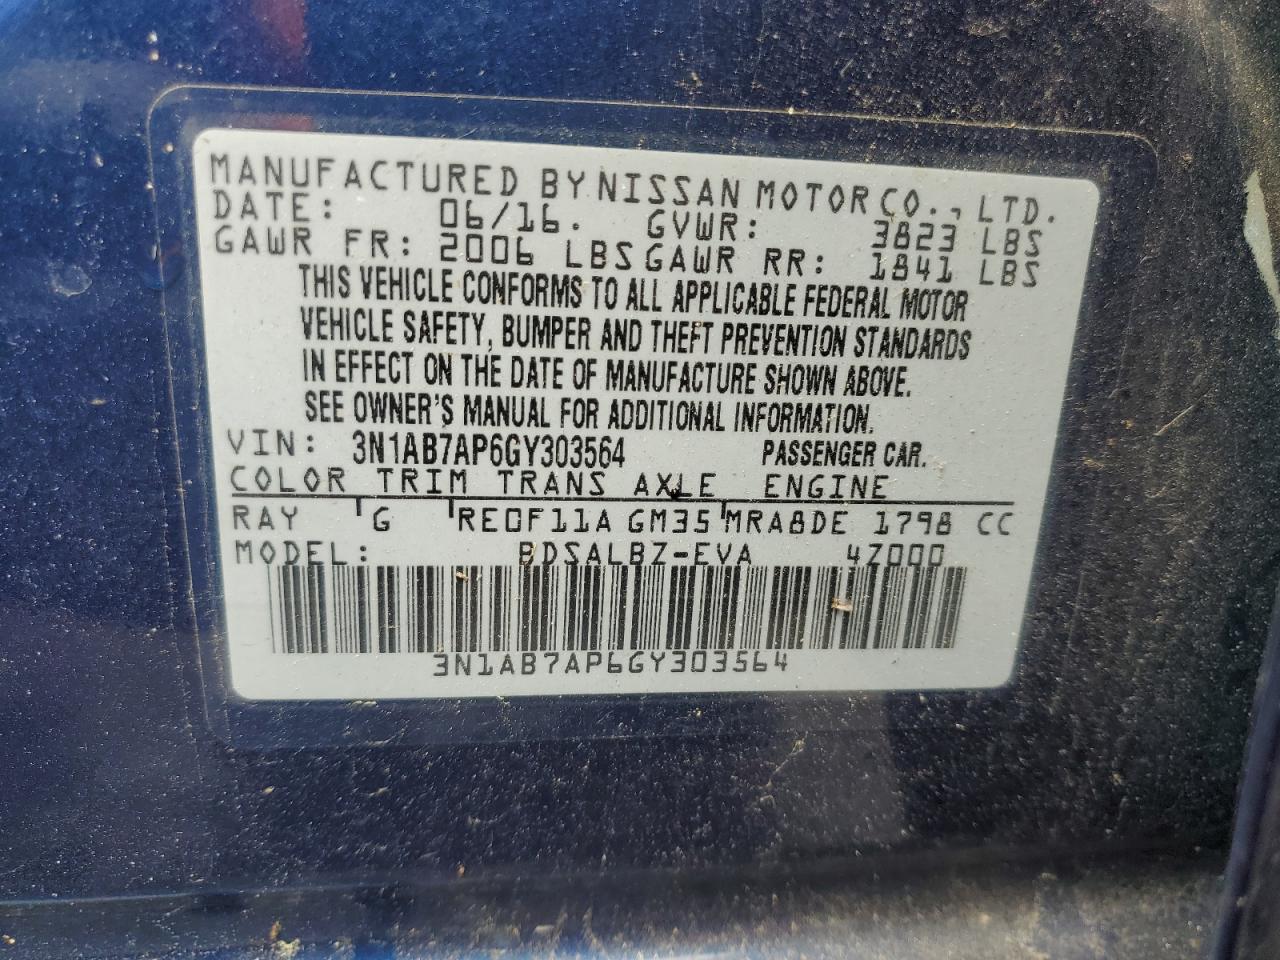 MANUFACTURED BY NISSAN MOTOR CO., LTD.
DATE: 06/16. GVWR: 3823 LBS
GAWR FR: 2006 LBS GAWR RR: 1841 LBS
THIS VEHICLE CONFORMS TO ALL APPLICABLE FEDERAL MOTOR
VEHICLE SAFETY, BUMPER AND THEFT PREVENTION STANDARDS
IN EFFECT ON THE DATE OF MANUFACTURE SHOWN ABOVE.
SEE OWNER'S MANUAL FOR ADDITIONAL INFORMATION.
VIN: 3N1AB7AP6GY303564 PASSENGER CAR.
COLOR TRIM TRANS AXLE ENGINE
RAY G RE0F11A GM35 MRA8DE 1798 CC
MODEL: BDSALBZ-EVA 4Z000
3N1AB7AP6GY303564